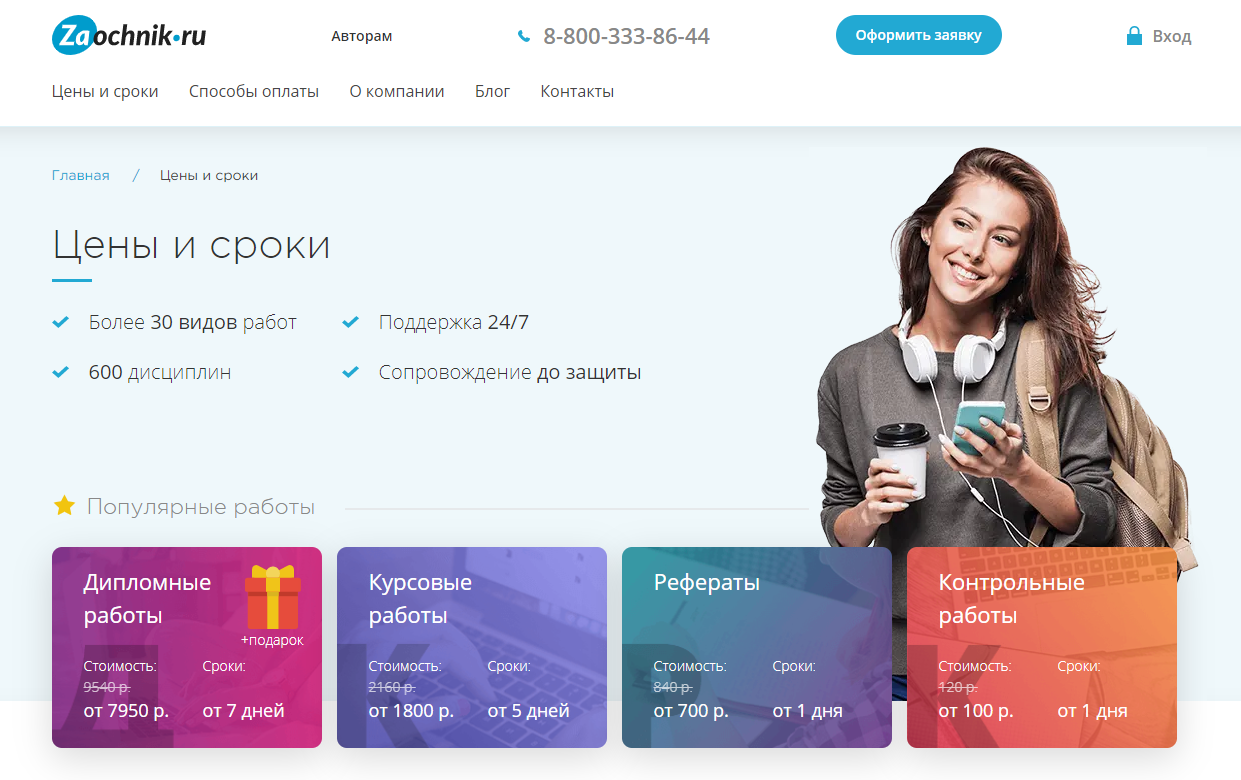 Zaochnik.ru
Авторам
8-800-333-86-44
Оформить заявку
Вход
Цены и сроки
Способы оплаты
О компании
Блог
Контакты
Главная / Цены и сроки
Цены и сроки
Более 30 видов работ
Поддержка 24/7
600 дисциплин
Сопровождение до защиты
Популярные работы
Дипломные
работы
+подарок
Стоимость:
9540 р.
от 7950 р.
Сроки:
от 7 дней
Курсовые
работы
Стоимость:
2160 р.
от 1800 р.
Сроки:
от 5 дней
Рефераты
Стоимость:
840 р.
от 700 р.
Сроки:
от 1 дня
Контрольные
работы
Стоимость:
120 р.
от 100 р.
Сроки:
от 1 дня
Д
К
Р
К